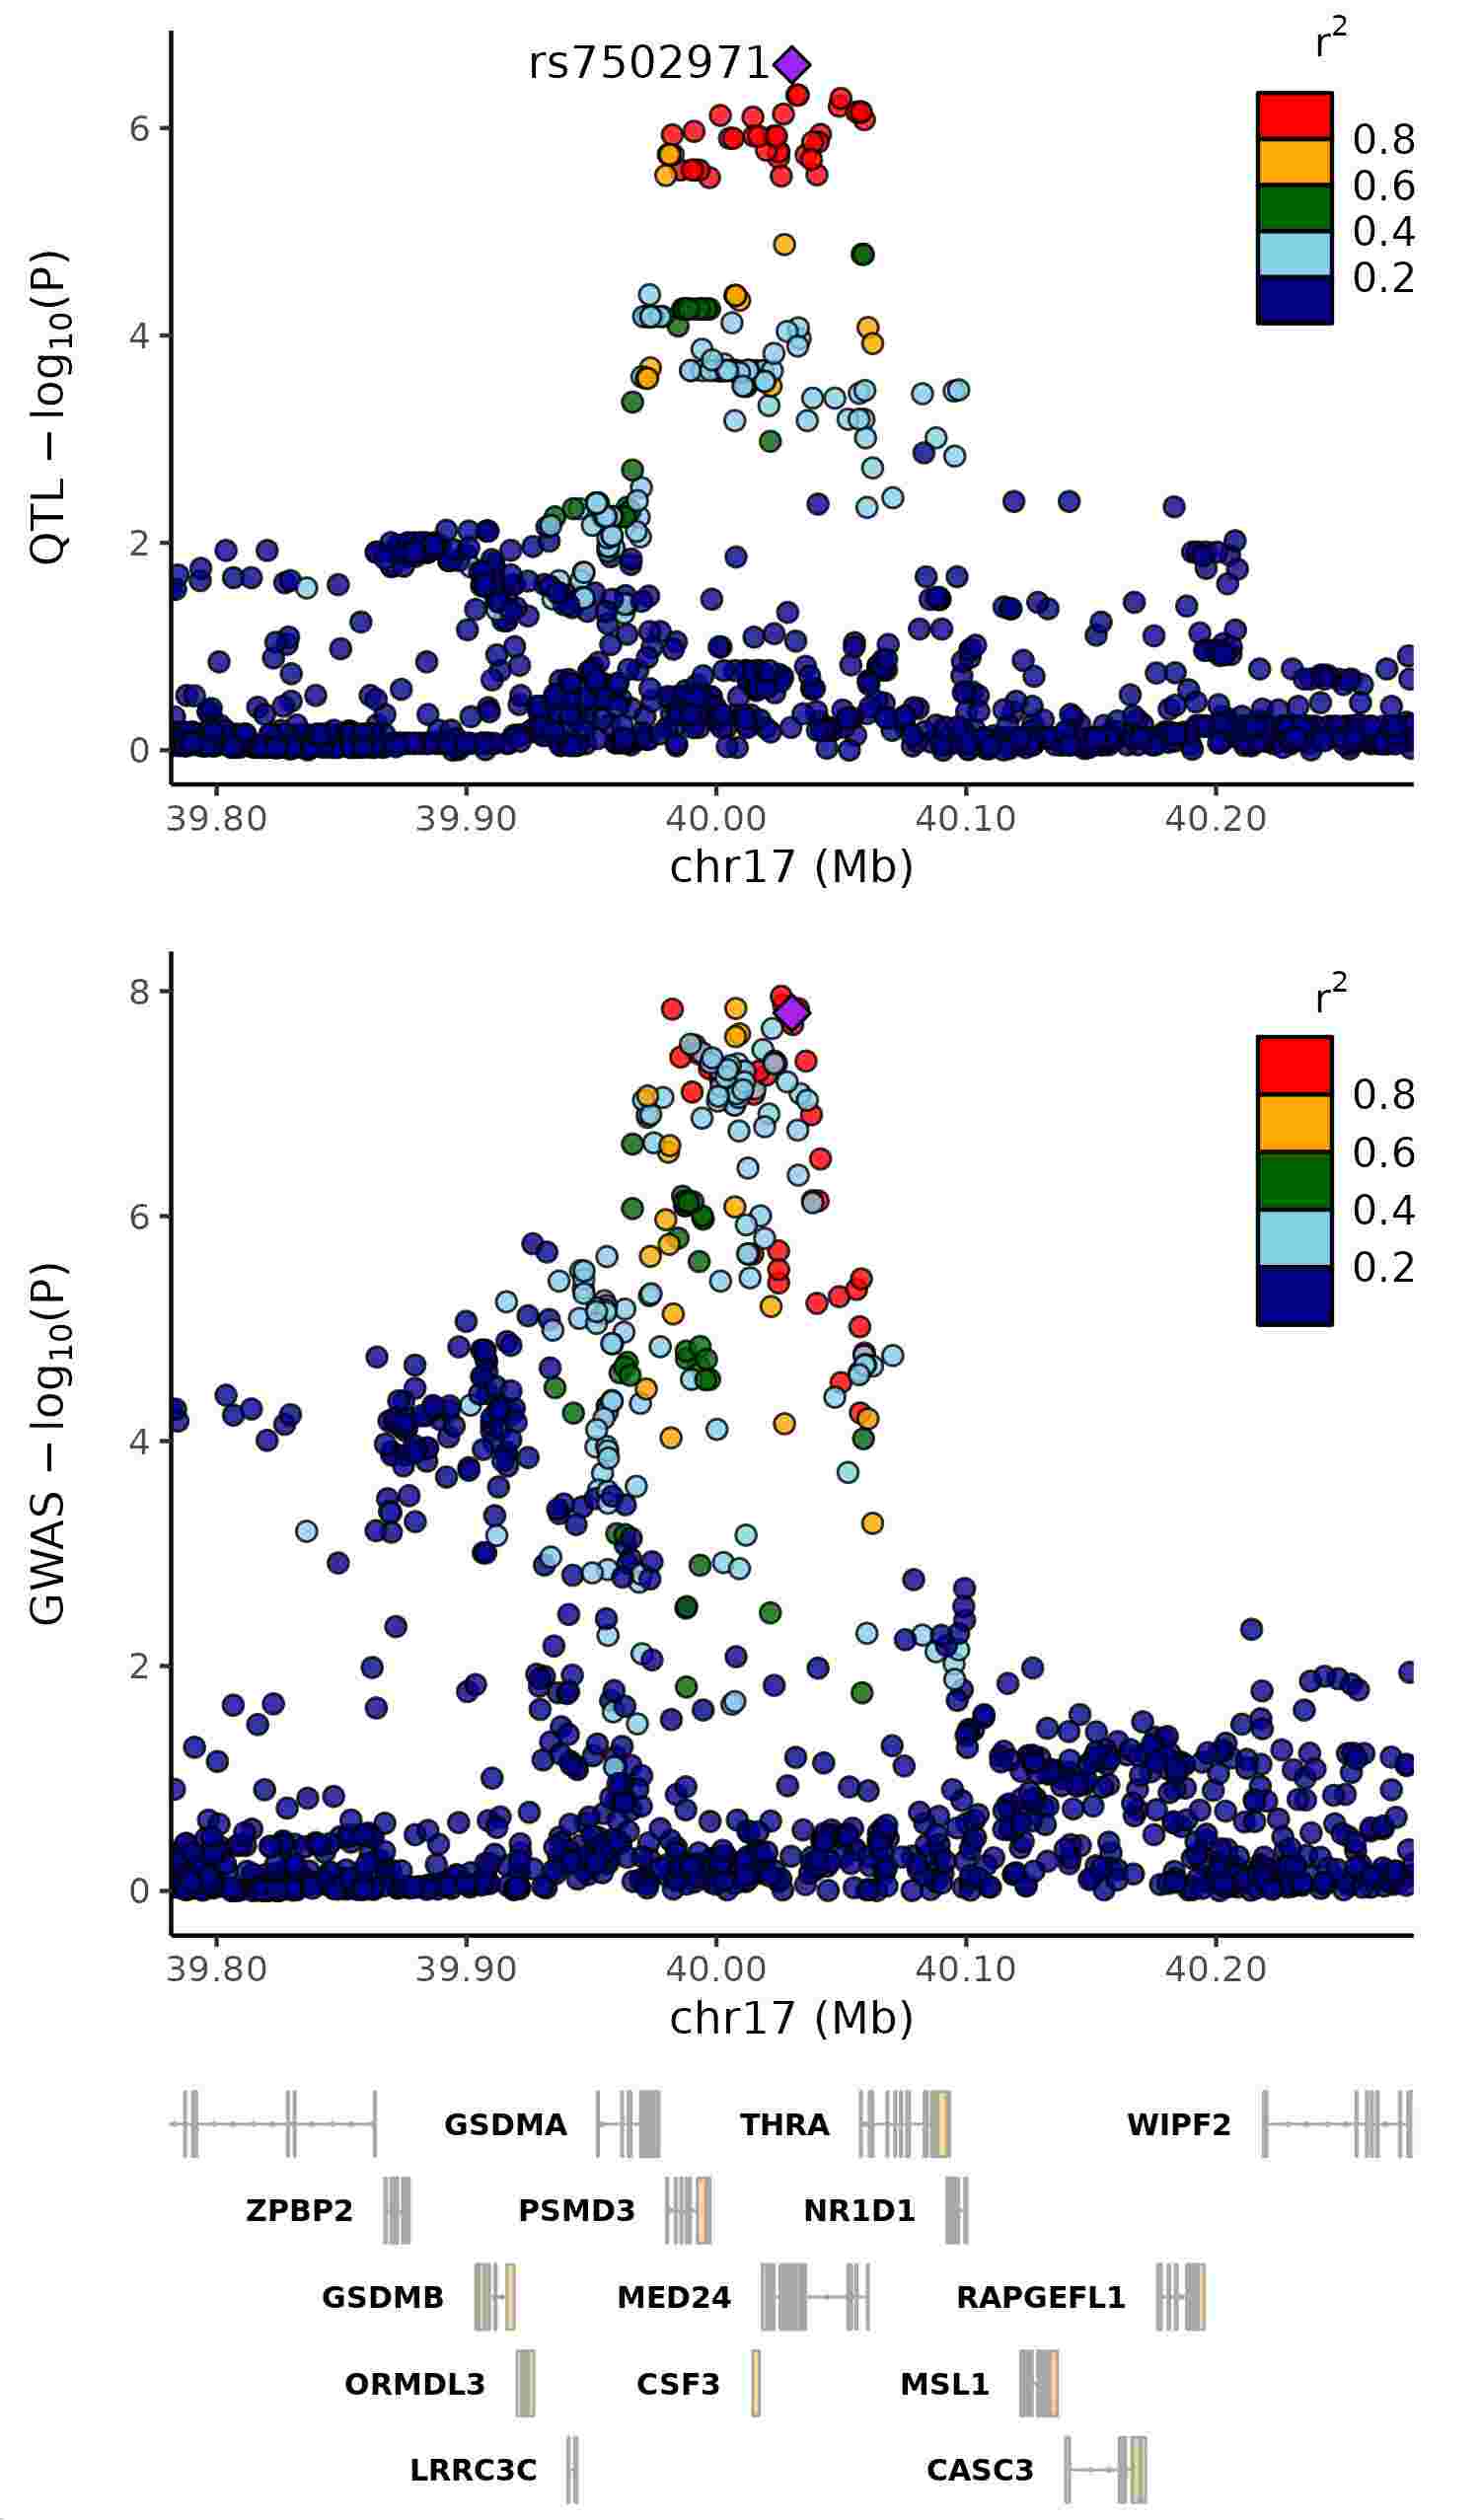 r2
rs7502971
6
4
2
0
0.8
0.6
0.4
0.2
QTL −log10(P)
39.80 39.90 40.00 40.10 40.20
chr17 (Mb)
r2
8
6
4
2
0
0.8
0.6
0.4
0.2
GWAS −log10(P)
39.80 39.90 40.00 40.10 40.20
chr17 (Mb)
GSDMA THRA WIPF2
ZPBP2 PSMD3 NR1D1
GSDMB MED24 RAPGEFL1
ORMDL3 CSF3 MSL1
LRRC3C CASC3